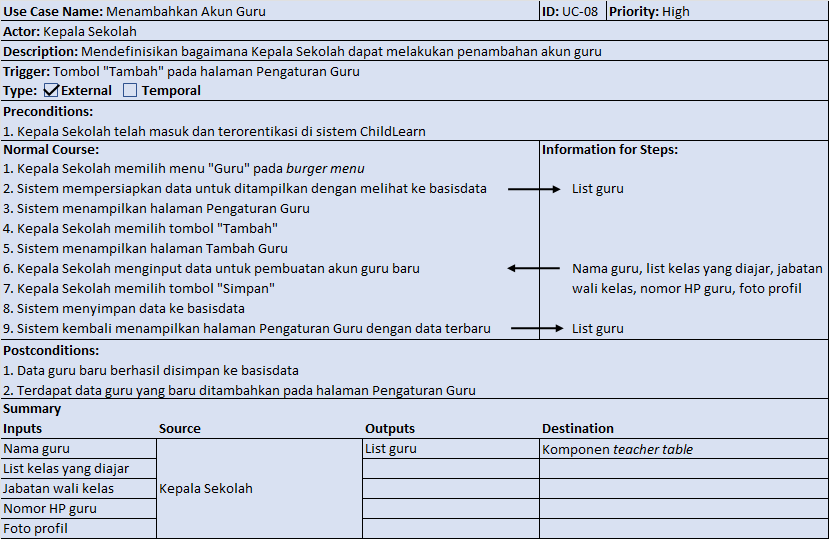 Use Case Name: Menambahkan Akun Guru ID: UC-08 Priority: High
Actor: Kepala Sekolah
Description: Mendefinisikan bagaimana Kepala Sekolah dapat melakukan penambahan akun guru
Trigger: Tombol "Tambah" pada halaman Pengaturan Guru
Type: External Temporal
Preconditions:
1. Kepala Sekolah telah masuk dan terorentikasi di sistem ChildLearn
Normal Course: Information for Steps:
1. Kepala Sekolah memilih menu "Guru" pada burger menu
2. Sistem mempersiapkan data untuk ditampilkan dengan melihat ke basisdata List guru
3. Sistem menampilkan halaman Pengaturan Guru
4. Kepala Sekolah memilih tombol "Tambah"
5. Sistem menampilkan halaman Tambah Guru
6. Kepala Sekolah menginput data untuk pembuatan akun guru baru Nama guru, list kelas yang diajar, jabatan
7. Kepala Sekolah memilih tombol "Simpan" wali kelas, nomor HP guru, foto profil
8. Sistem menyimpan data ke basisdata
9. Sistem kembali menampilkan halaman Pengaturan Guru dengan data terbaru List guru
Postconditions:
1. Data guru baru berhasil disimpan ke basisdata
2. Terdapat data guru yang baru ditambahkan pada halaman Pengaturan Guru
Summary
Inputs Source Outputs Destination
Nama guru List guru Komponen teacher table
List kelas yang diajar
Jabatan wali kelas Kepala Sekolah
Nomor HP guru
Foto profil